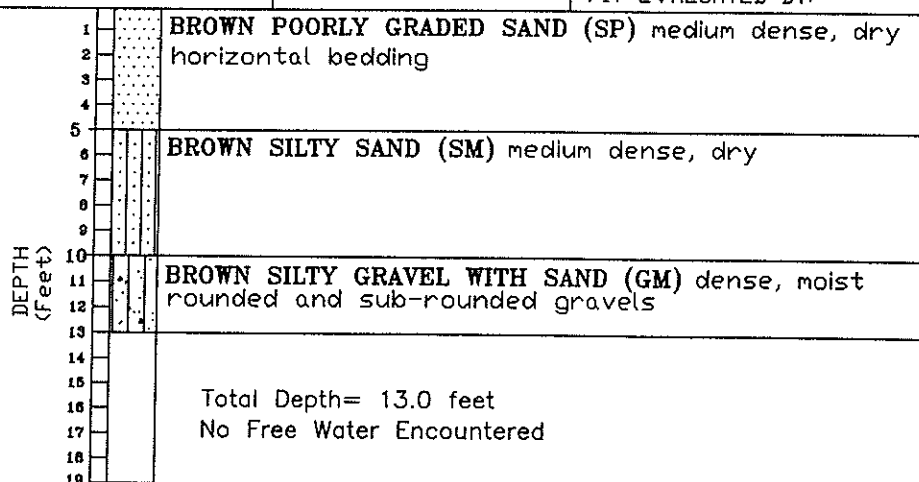 1
BROWN POORLY GRADED SAND (SP) medium dense, dry
2
horizontal bedding
3
4
5
6
BROWN SILTY SAND (SM) medium dense, dry
7
8
9
DEPTH
(Feet)
10
11
BROWN SILTY GRAVEL WITH SAND (GM) dense, moist
12
rounded and sub-rounded gravels
13
14
15
16
Total Depth= 13.0 feet
17
No Free Water Encountered
18
19